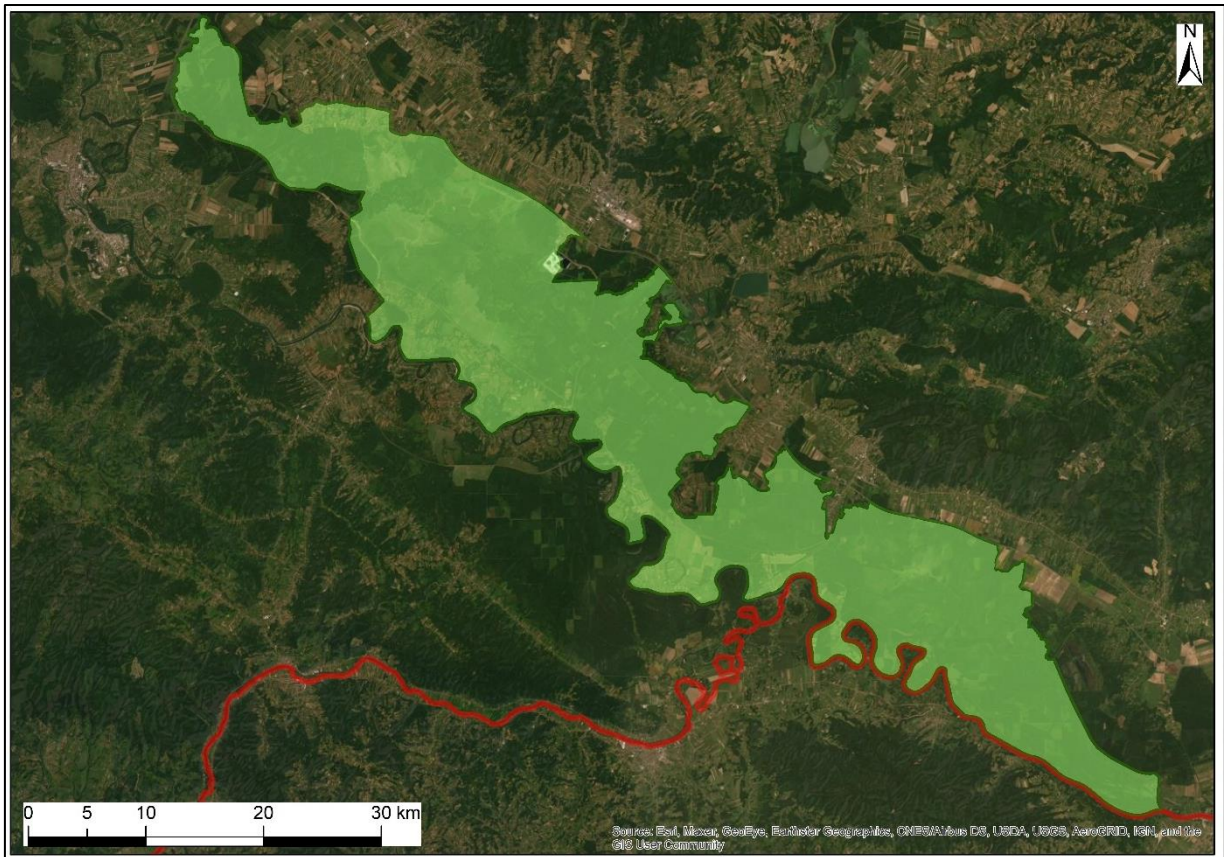 N
0 5 10 20 30 km
Source: Esri, Maxar, GeoEye, Earthstar Geographics, CNES/Airbus DS, USDA, USGS, AeroGRID, IGN, and the
GIS User Community